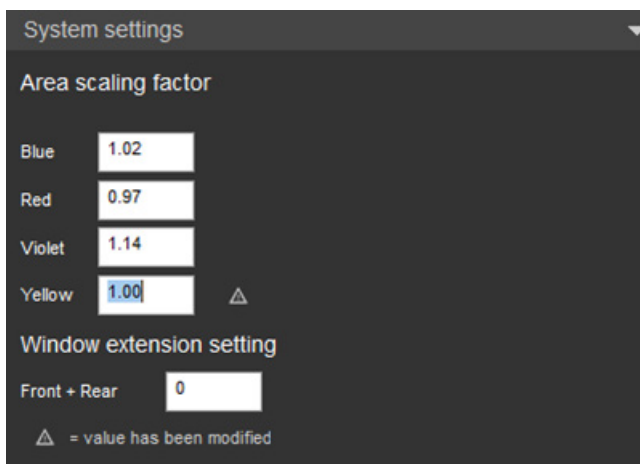 System settings
Area scaling factor
Blue 1.02
Red 0.97
Violet 1.14
Yellow 1.00
Window extension setting
Front + Rear 0
= value has been modified